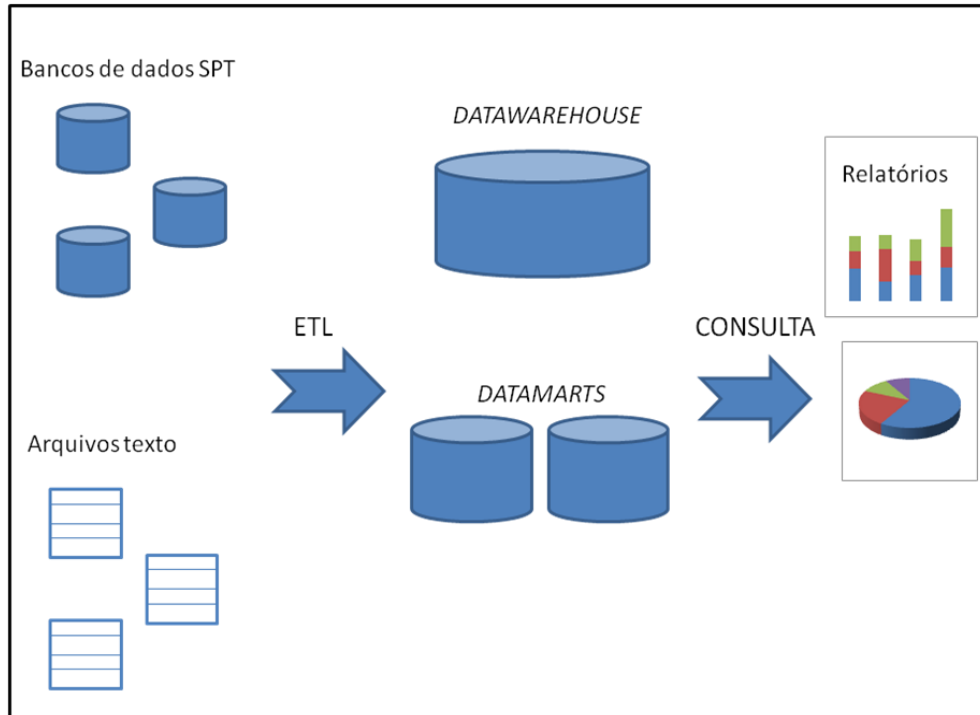 Bancos de dados SPT
DATAWAREHOUSE
Relatórios
ETL
CONSULTA
DATAMARTS
Arquivos texto